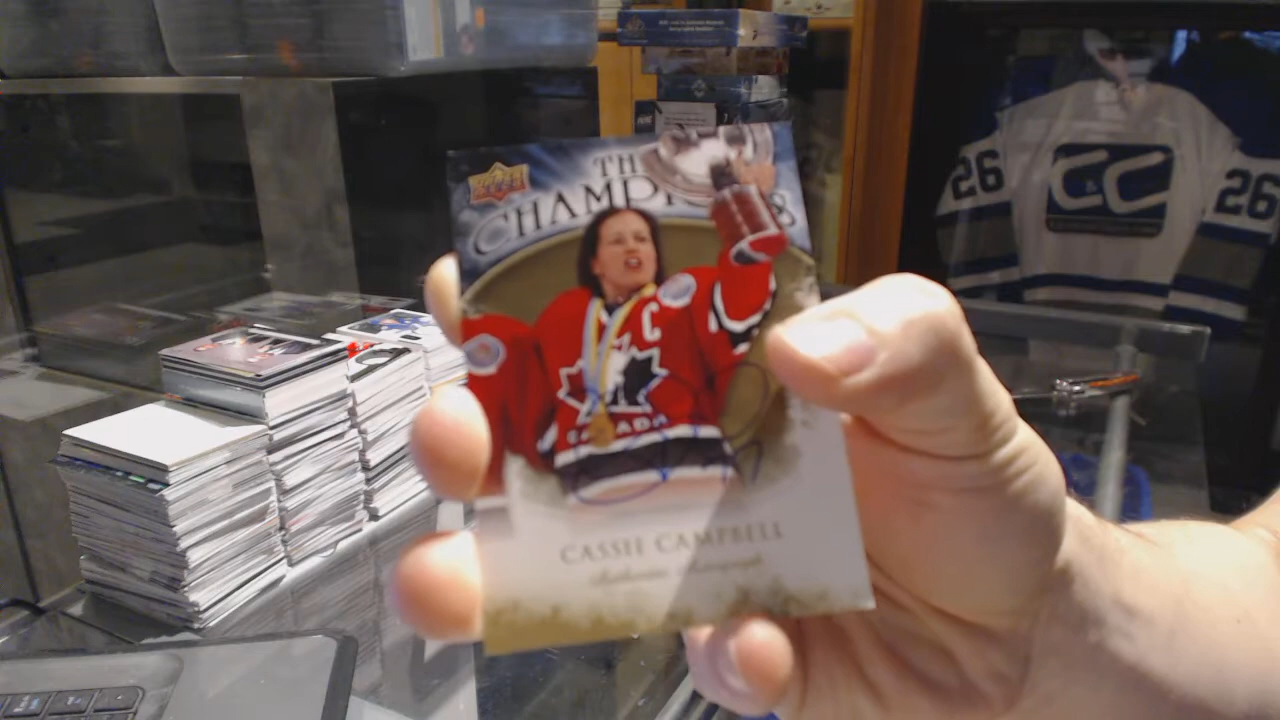 UPPER DECK
THE
CHAMPIONS
C
CANADA
CASSIE CAMPBELL
Authentic Autograph
26
C&C
26